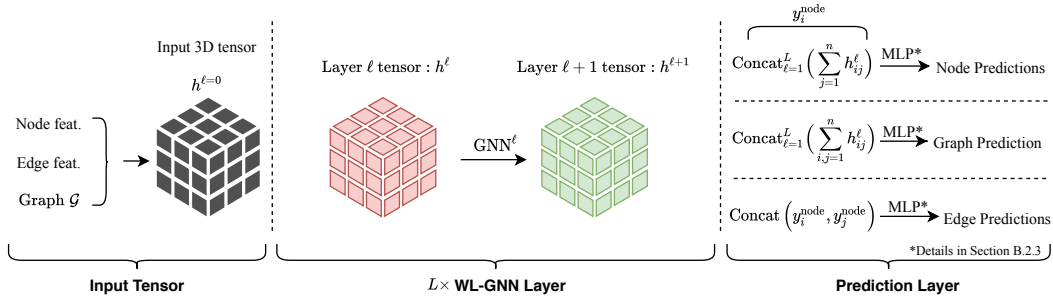 Input 3D tensor
h^{ℓ=0}
Node feat.
Edge feat.
Graph 𝒢
Input Tensor
Layer ℓ tensor : h^ℓ
Layer ℓ + 1 tensor : h^{ℓ+1}
GNN^ℓ
L× WL-GNN Layer
y_i^{node}
Concat_{ℓ=1}^{L} ( ∑_{j=1}^{n} h_{ij}^ℓ ) MLP* Node Predictions
Concat_{ℓ=1}^{L} ( ∑_{i,j=1}^{n} h_{ij}^ℓ ) MLP* Graph Prediction
Concat ( y_i^{node}, y_j^{node} ) MLP* Edge Predictions
*Details in Section B.2.3
Prediction Layer